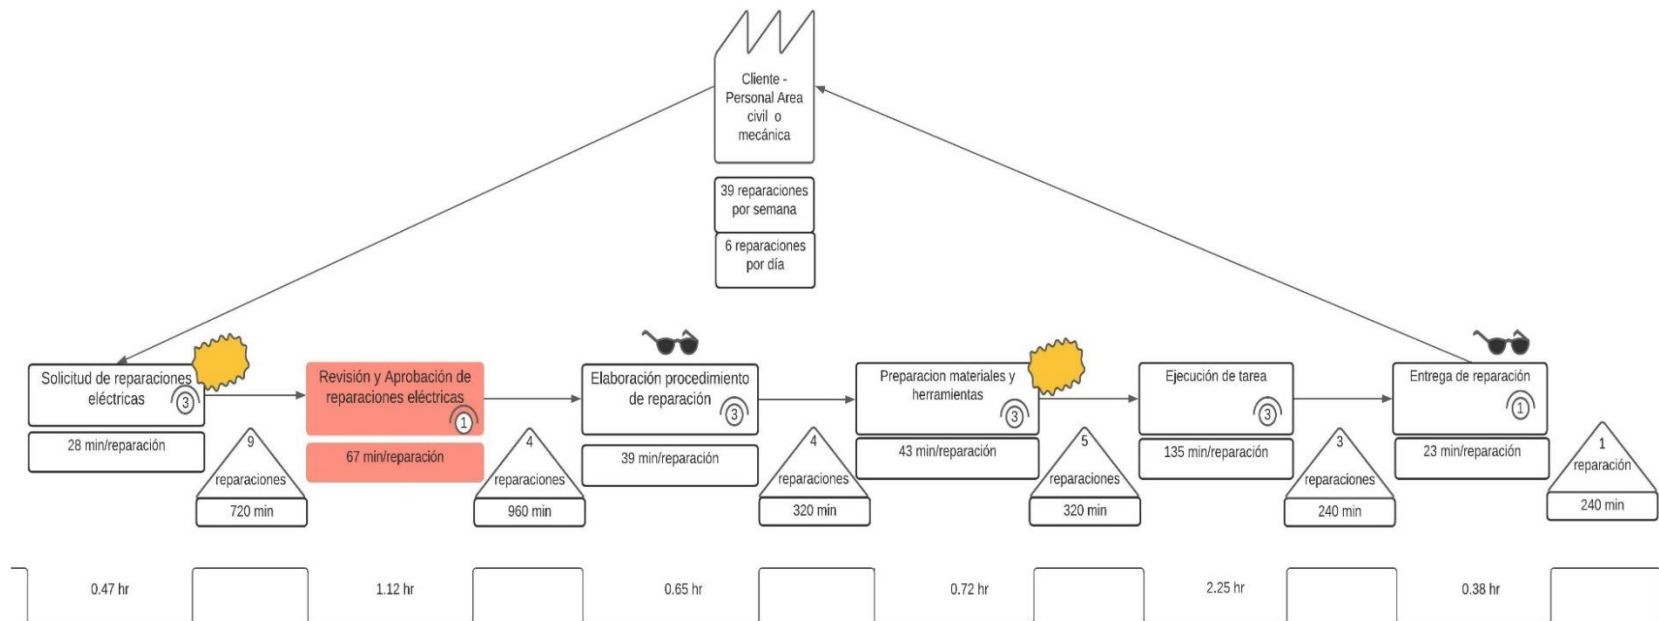 Cliente -
Personal Area
civil o
mecánica
39 reparaciones
por semana
6 reparaciones
por día
Solicitud de reparaciones
eléctricas
3
28 min/reparación
9
reparaciones
720 min
Revisión y Aprobación de
reparaciones eléctricas
1
67 min/reparación
4
reparaciones
960 min
Elaboración procedimiento
de reparación
3
39 min/reparación
4
reparaciones
320 min
Preparacion materiales y
herramientas
3
43 min/reparación
5
reparaciones
320 min
Ejecución de tarea
3
135 min/reparación
3
reparaciones
240 min
Entrega de reparación
1
23 min/reparación
1
reparación
240 min
0.47 hr
1.12 hr
0.65 hr
0.72 hr
2.25 hr
0.38 hr